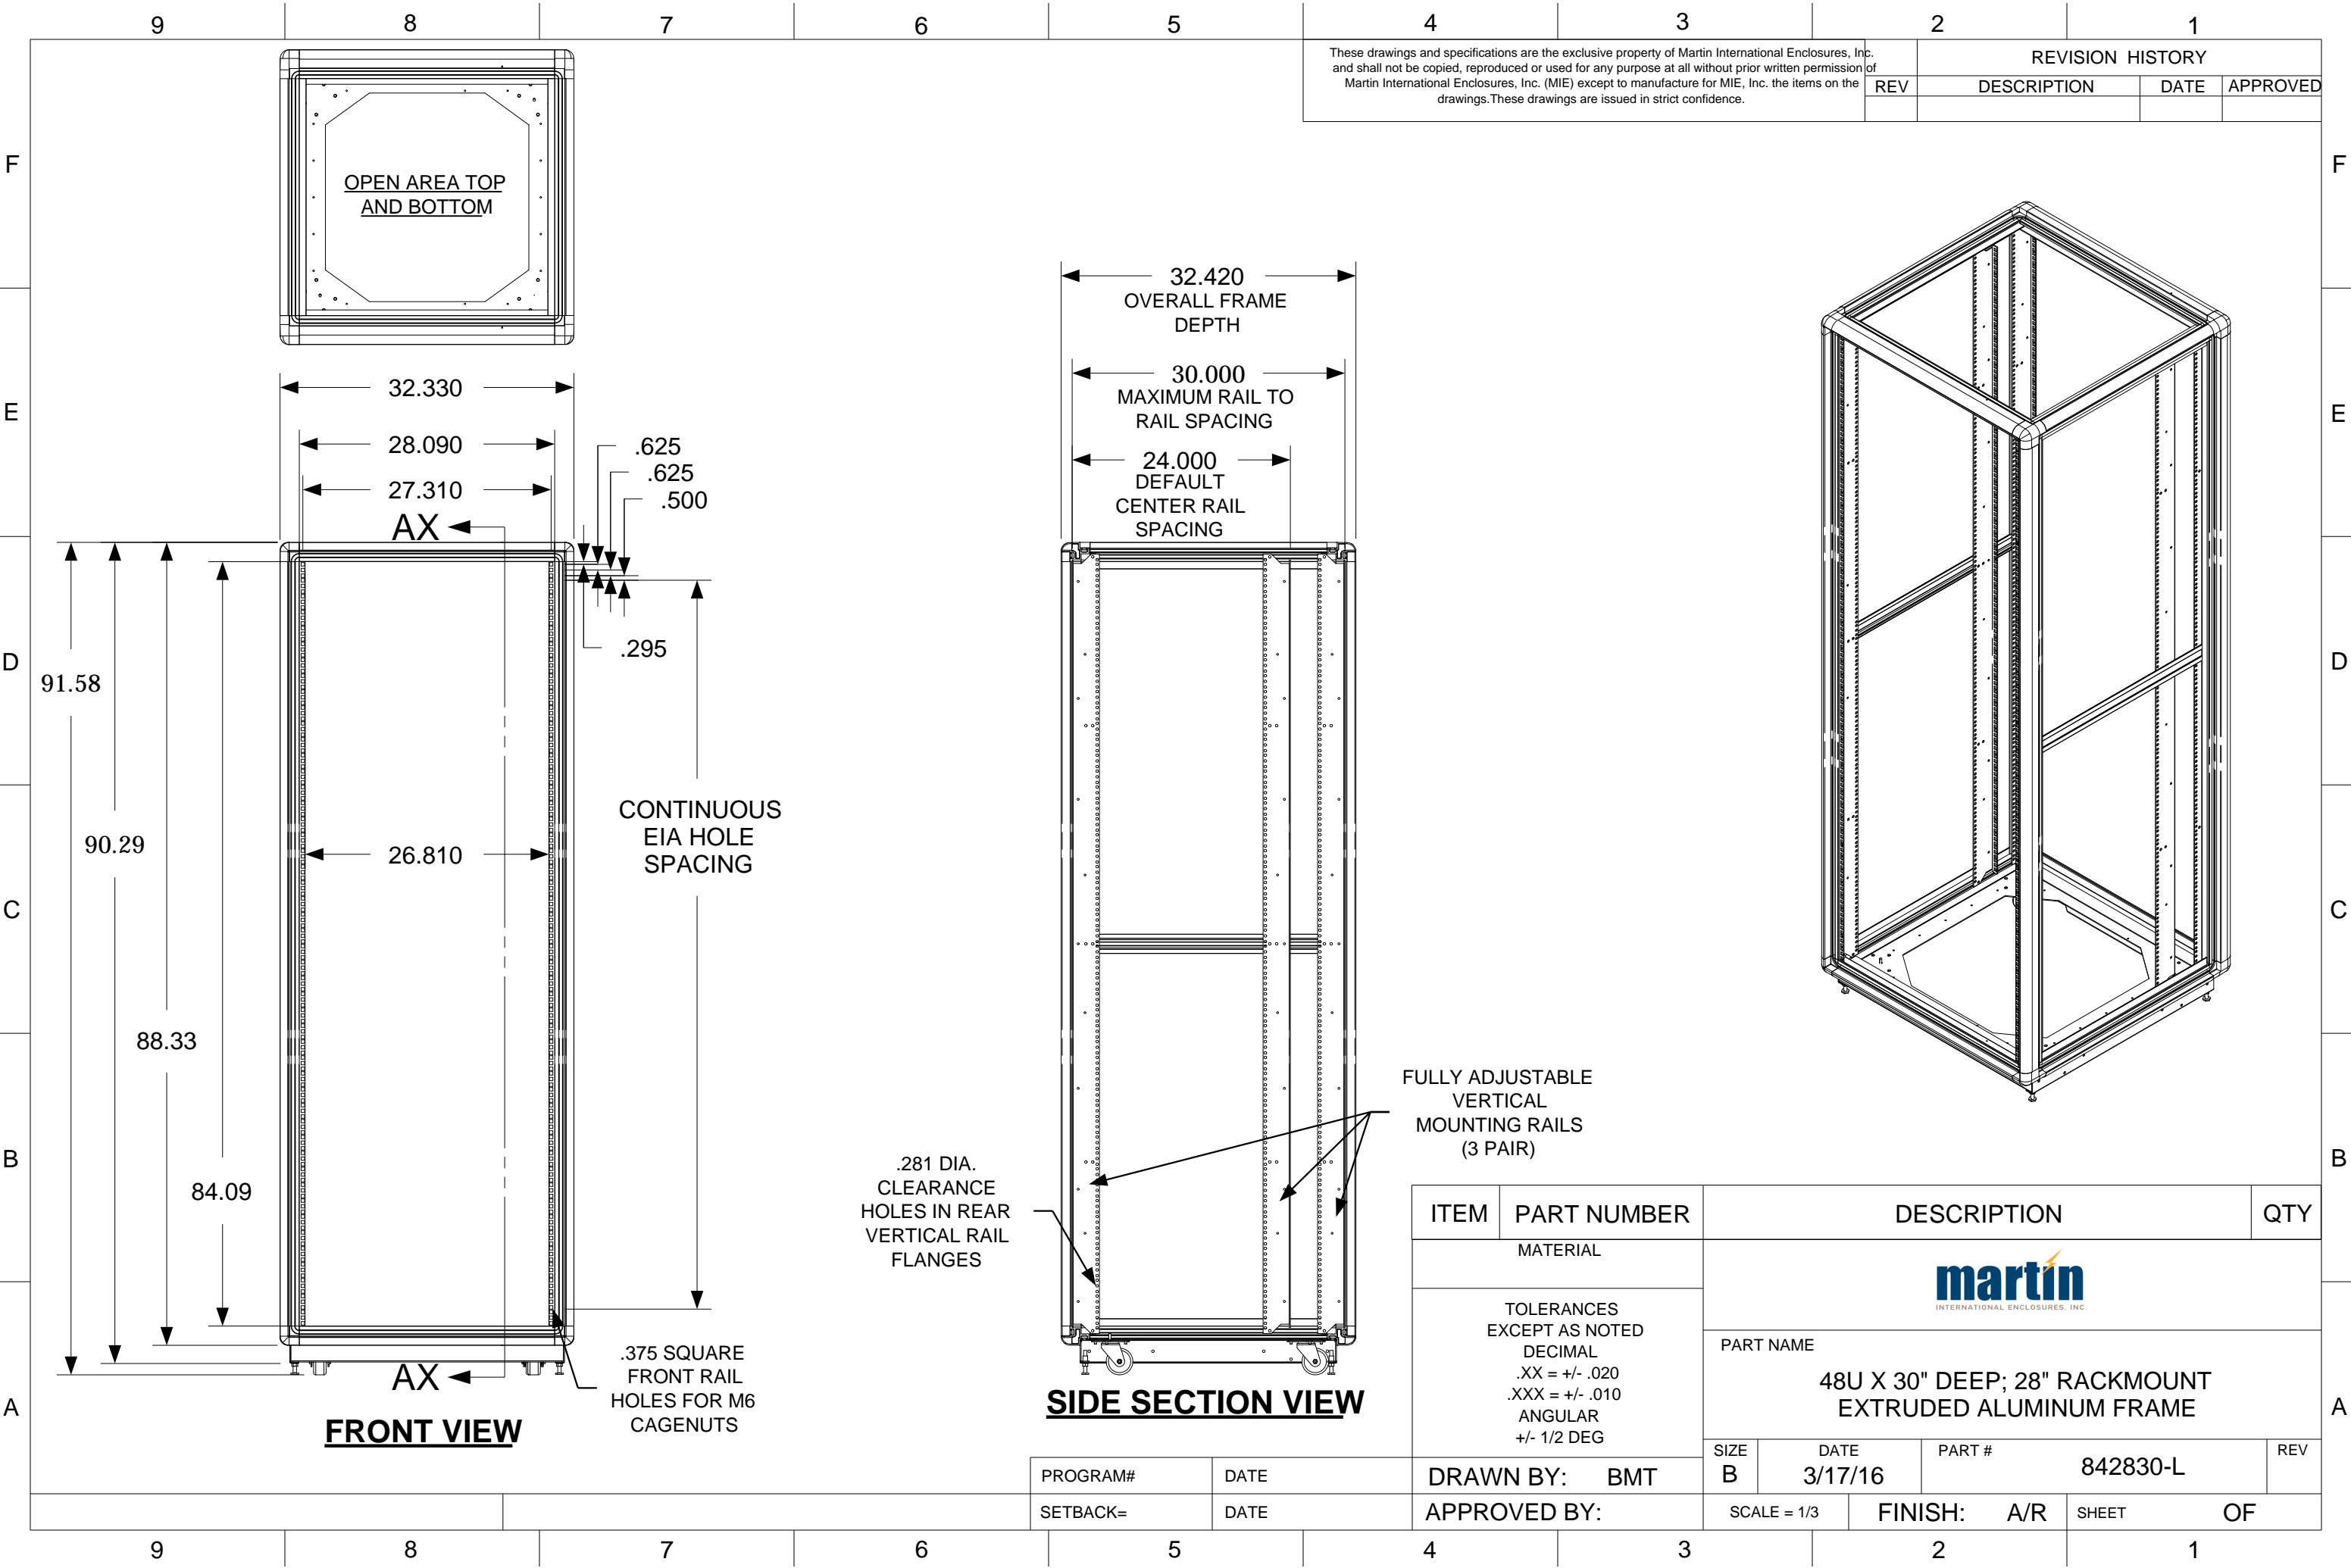 9 8 7 6 5 4 3 2 1
These drawings and specifications are the exclusive property of Martin International Enclosures, Inc.
and shall not be copied, reproduced or used for any purpose at all without prior written permission of
Martin International Enclosures, Inc. (MIE) except to manufacture for MIE, Inc. the items on the
drawings.These drawings are issued in strict confidence.
REVISION HISTORY
REV DESCRIPTION DATE APPROVED
F
F
OPEN AREA TOP
AND BOTTOM
32.420
OVERALL FRAME
DEPTH
30.000
MAXIMUM RAIL TO
RAIL SPACING
24.000
DEFAULT
CENTER RAIL
SPACING
E
E
32.330
28.090
27.310
AX
.625
.625
.500
.295
D
D
91.58
90.29
88.33
84.09
26.810
CONTINUOUS
EIA HOLE
SPACING
C
C
B
B
FULLY ADJUSTABLE
VERTICAL
MOUNTING RAILS
(3 PAIR)
.281 DIA.
CLEARANCE
HOLES IN REAR
VERTICAL RAIL
FLANGES
.375 SQUARE
FRONT RAIL
HOLES FOR M6
CAGENUTS
AX
FRONT VIEW
SIDE SECTION VIEW
A
A
ITEM PART NUMBER DESCRIPTION QTY
MATERIAL
TOLERANCES
EXCEPT AS NOTED
DECIMAL
.XX = +/- .020
.XXX = +/- .010
ANGULAR
+/- 1/2 DEG
martin
INTERNATIONAL ENCLOSURES, INC.
PART NAME
48U X 30" DEEP; 28" RACKMOUNT
EXTRUDED ALUMINUM FRAME
SIZE
B
DATE
3/17/16
PART #
842830-L
REV
PROGRAM# DATE
DRAWN BY: BMT
SETBACK= DATE
APPROVED BY:
SCALE = 1/3
FINISH: A/R
SHEET OF
9 8 7 6 5 4 3 2 1